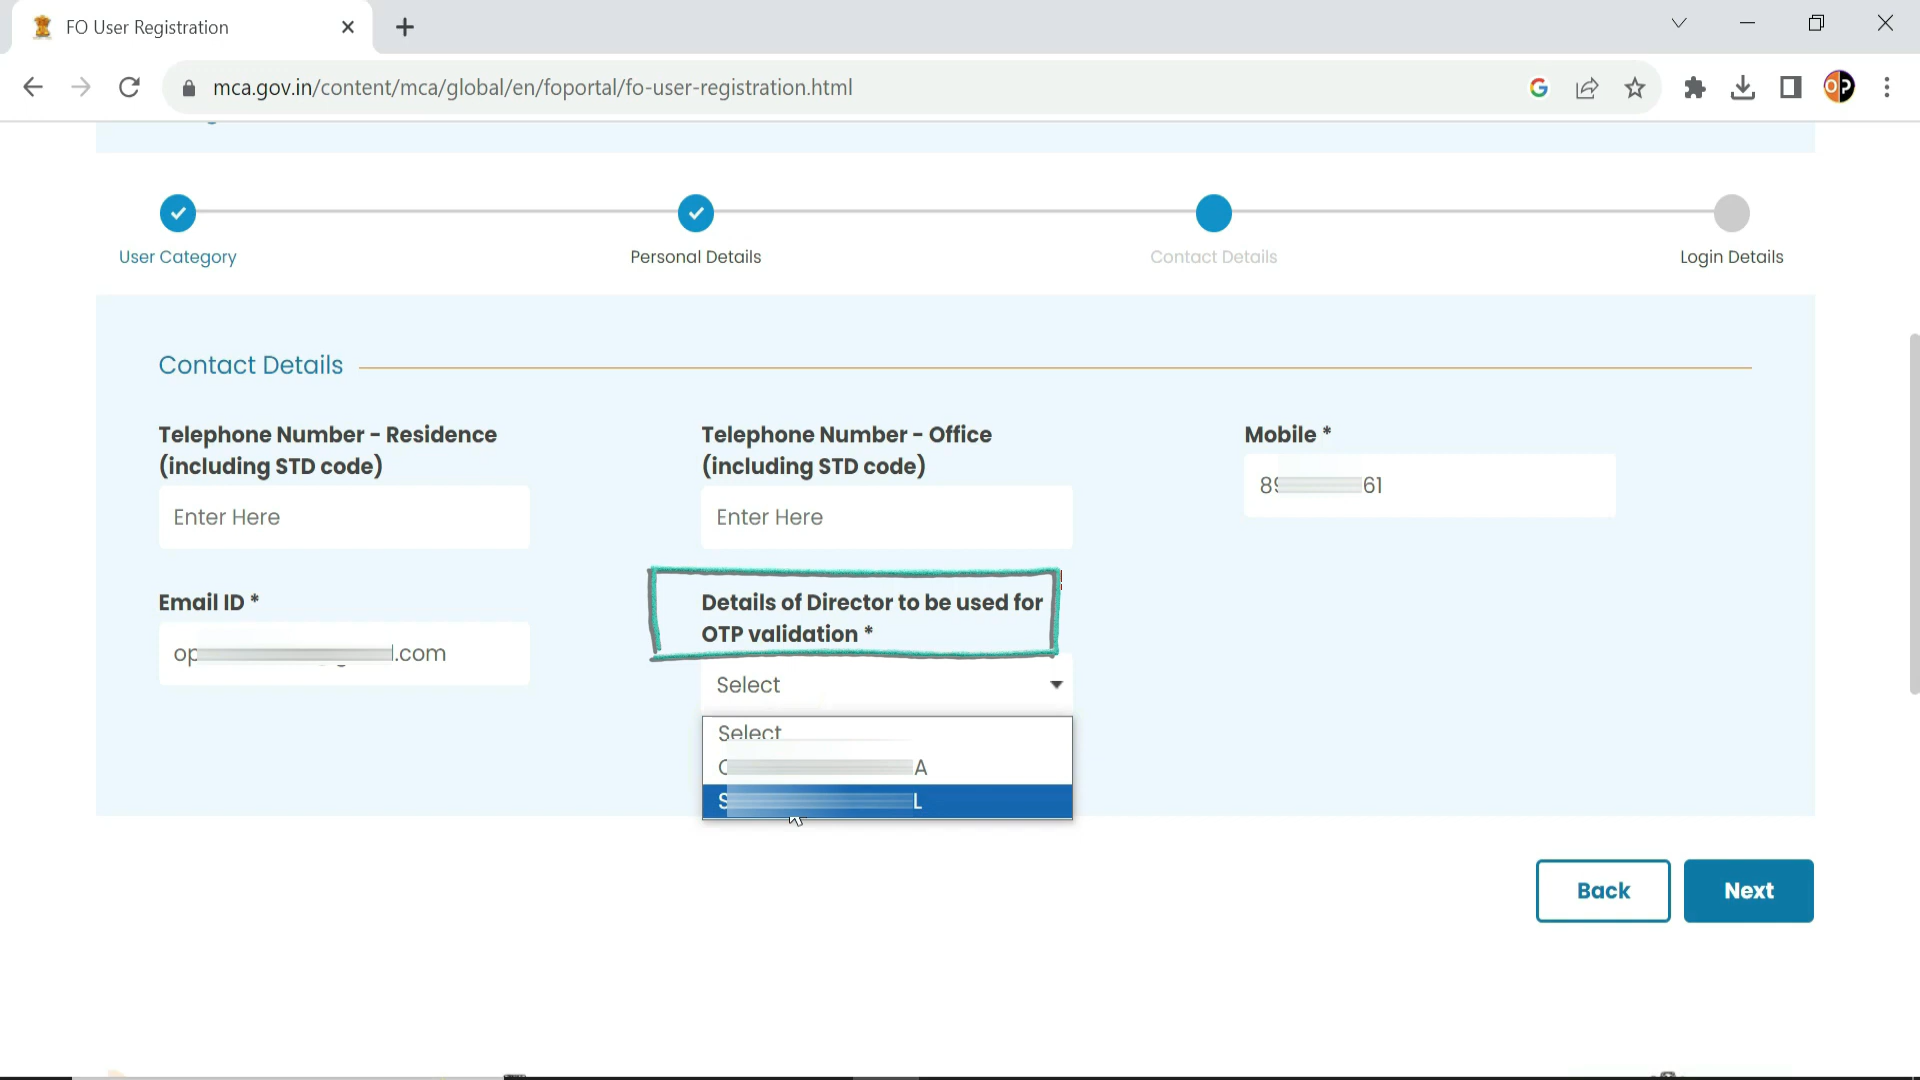 FO User Registration
mca.gov.in/content/mca/global/en/foportal/fo-user-registration.html
User Category
Personal Details
Contact Details
Login Details
Contact Details
Telephone Number - Residence
(including STD code)
Enter Here
Telephone Number - Office
(including STD code)
Enter Here
Mobile *
61
Email ID *
.com
Details of Director to be used for
OTP validation *
Select
Select
A
L
Back
Next